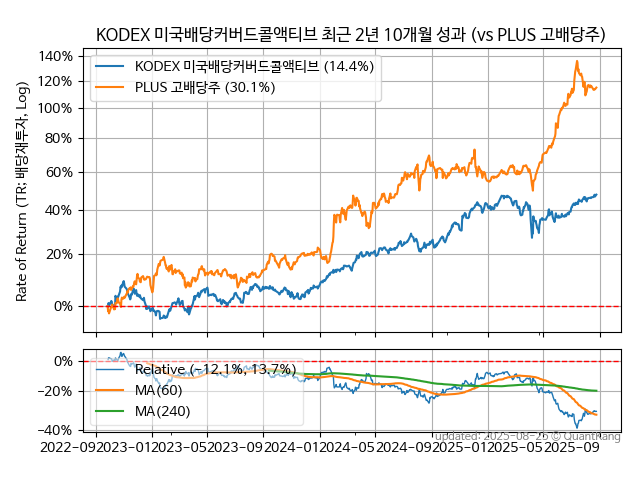 KODEX 미국배당커버드콜액티브 최근 2년 10개월 성과 (vs PLUS 고배당주)
KODEX 미국배당커버드콜액티브 (14.4%)
PLUS 고배당주 (30.1%)
Rate of Return (TR: 배당재투자, Log)
140%
120%
100%
80%
60%
40%
20%
0%
Relative (-12.1%, 13.7%)
MA(60)
MA(240)
0%
-20%
-40%
2022-09
2023-01
2023-05
2023-09
2024-01
2024-05
2024-09
2025-01
2025-05
2025-09
updated: 2025-08-26 © QuantKang